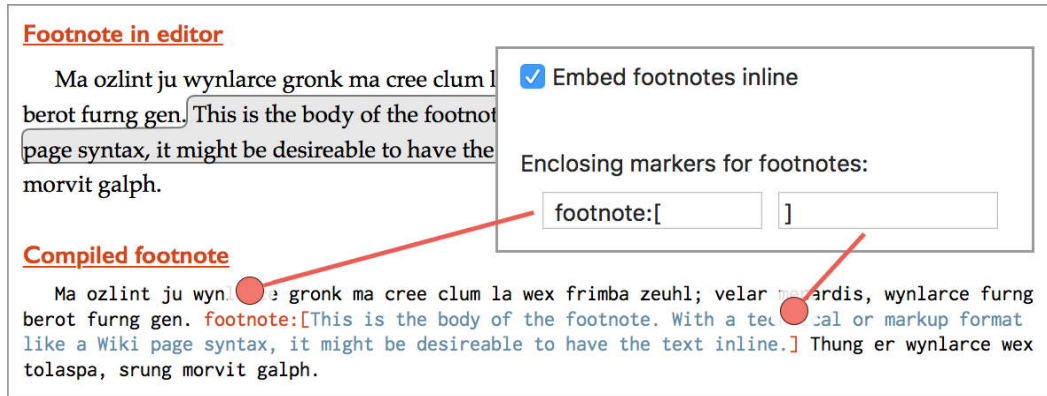 Footnote in editor
Ma ozlint ju wynlarce gronk ma cree clum l
berot furng gen. This is the body of the footnot
page syntax, it might be desireable to have the
morvit galph.
Embed footnotes inline
Enclosing markers for footnotes:
footnote:[
]
Compiled footnote
Ma ozlint ju gronk ma cree clum la wex frimba zeuhl; velar wynlarce furng
berot furng gen. footnote:[This is the body of the footnote. With a or markup format
like a Wiki page syntax, it might be desireable to have the text inline.] Thung er wynlarce wex
tolaspa, srung morvit galph.